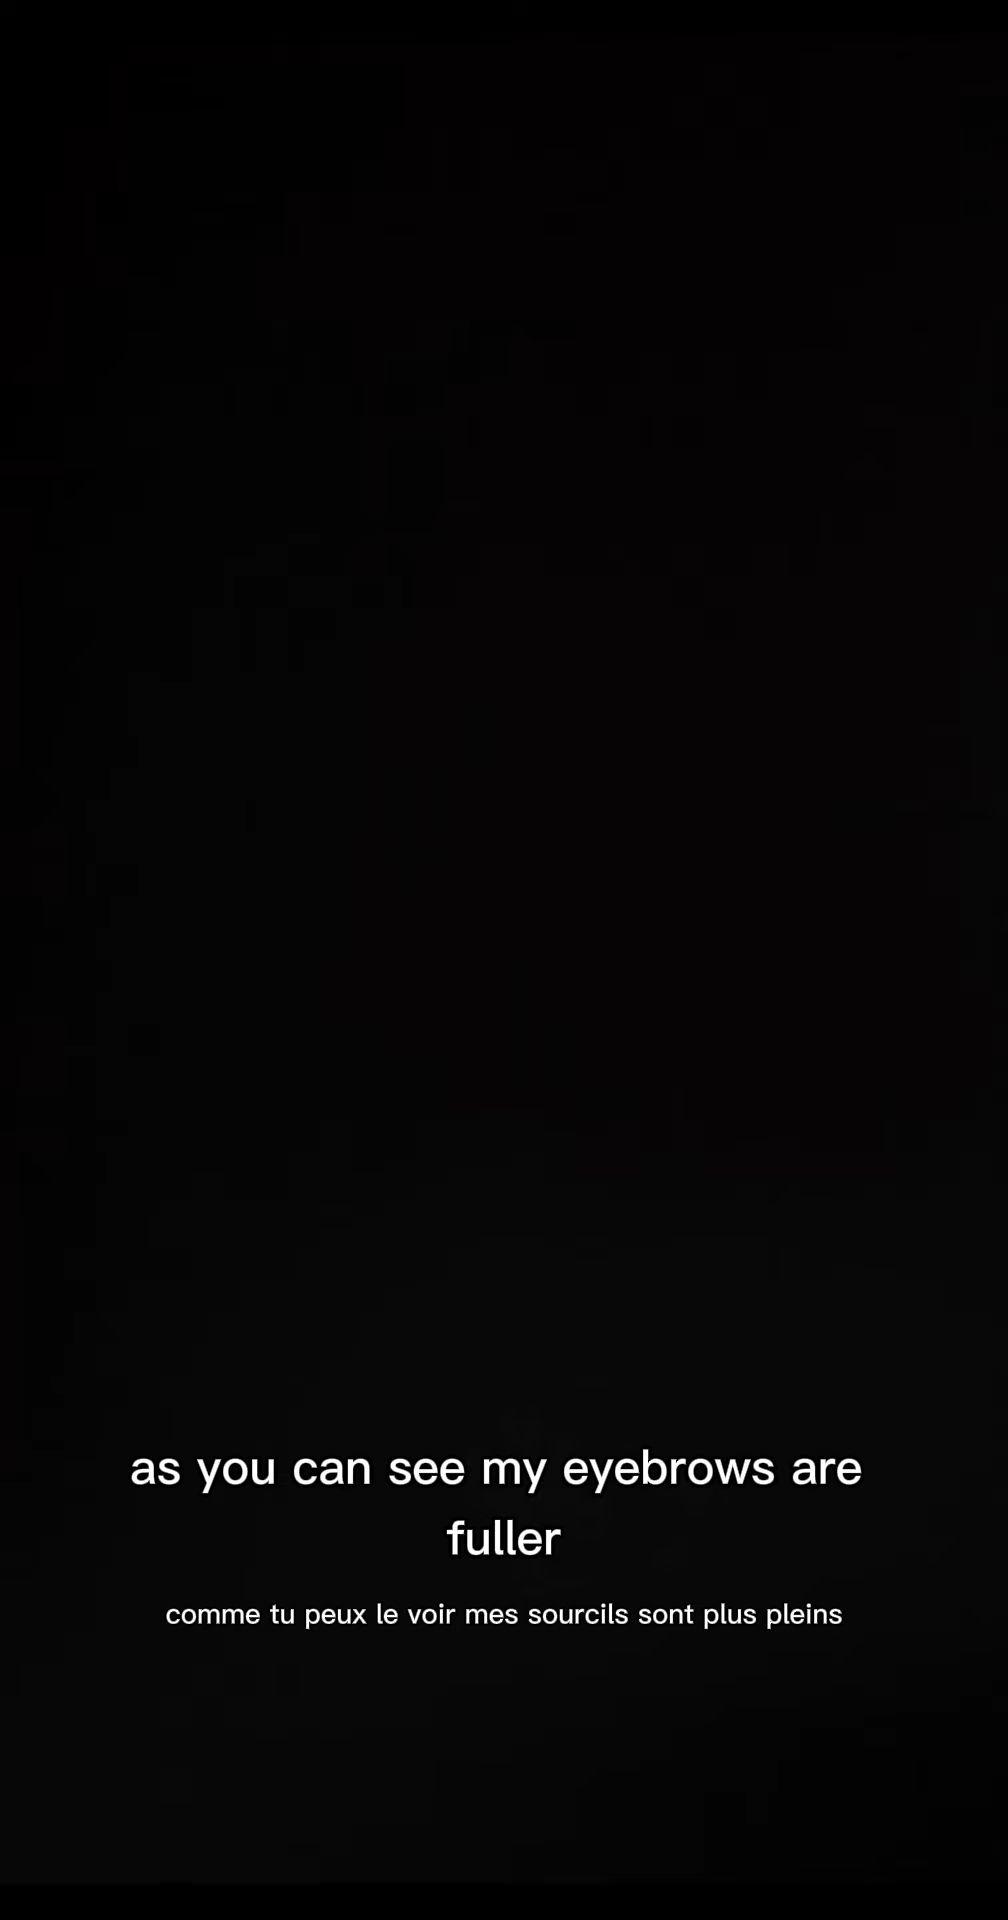 as you can see my eyebrows are
fuller
comme tu peux le voir mes sourcils sont plus pleins